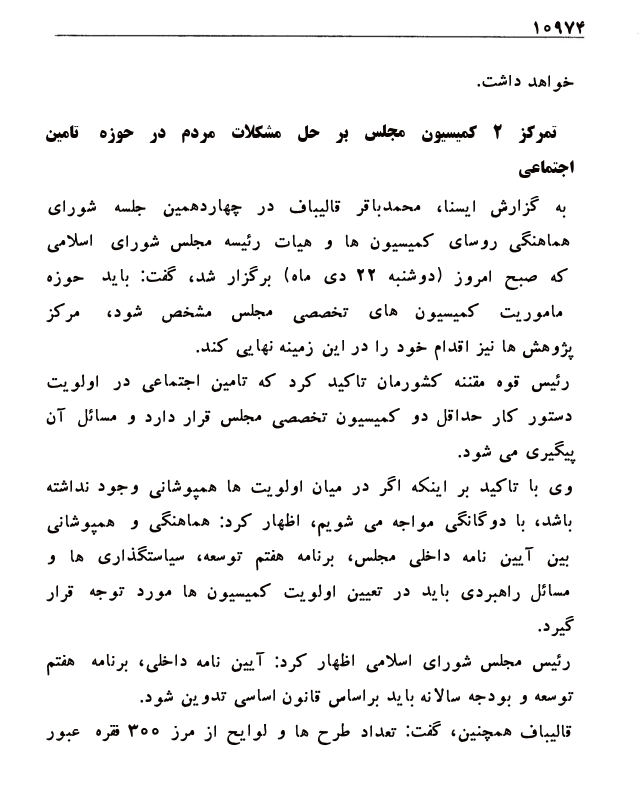 ۱۰۹۷۴
خواهد داشت.
تمرکز ۲ کمیسیون مجلس بر حل مشکلات مردم در حوزه تامین
اجتماعی
به گزارش ایسنا، محمدباقر قالیباف در چهاردهمین جلسه شورای
هماهنگی روسای کمیسیون ها و هیات رئیسه مجلس شورای اسلامی
که صبح امروز (دوشنبه ۲۲ دی ماه) برگزار شد، گفت: باید حوزه
ماموریت کمیسیون های تخصصی مجلس مشخص شود، مرکز
پژوهش ها نیز اقدام خود را در این زمینه نهایی کند.
رئیس قوه مقننه کشورمان تاکید کرد که تامین اجتماعی در اولویت
دستور کار حداقل دو کمیسیون تخصصی مجلس قرار دارد و مسائل آن
پیگیری می شود.
وی با تاکید بر اینکه اگر در میان اولویت ها همپوشانی وجود نداشته
باشد، با دوگانگی مواجه می شویم، اظهار کرد: هماهنگی و همپوشانی
بین آیین نامه داخلی مجلس، برنامه هفتم توسعه، سیاستگذاری ها و
مسائل راهبردی باید در تعیین اولویت کمیسیون ها مورد توجه قرار
گیرد.
رئیس مجلس شورای اسلامی اظهار کرد: آیین نامه داخلی، برنامه هفتم
توسعه و بودجه سالانه باید براساس قانون اساسی تدوین شود.
قالیباف همچنین، گفت: تعداد طرح ها و لوایح از مرز ۳۰۰ فقره عبور